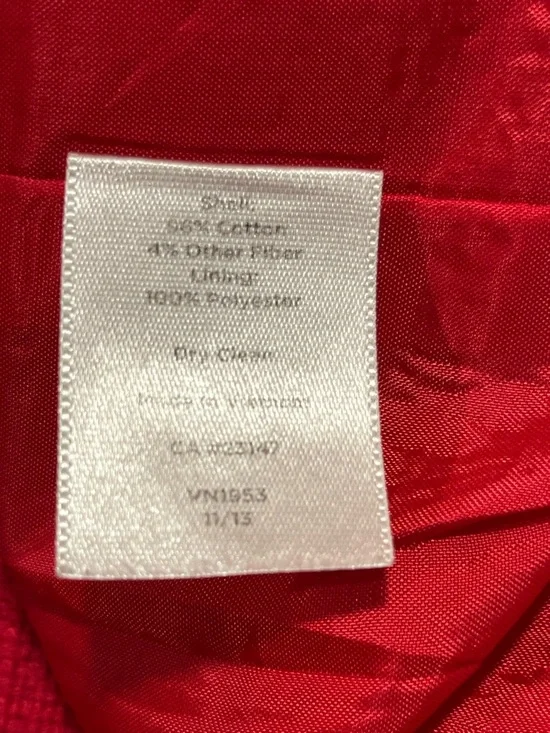 Shell:
96% Cotton
4% Other Fiber
Lining:
100% Polyester
Dry Clean
Made in Vietnam
CA #23147
VN1953
11/13